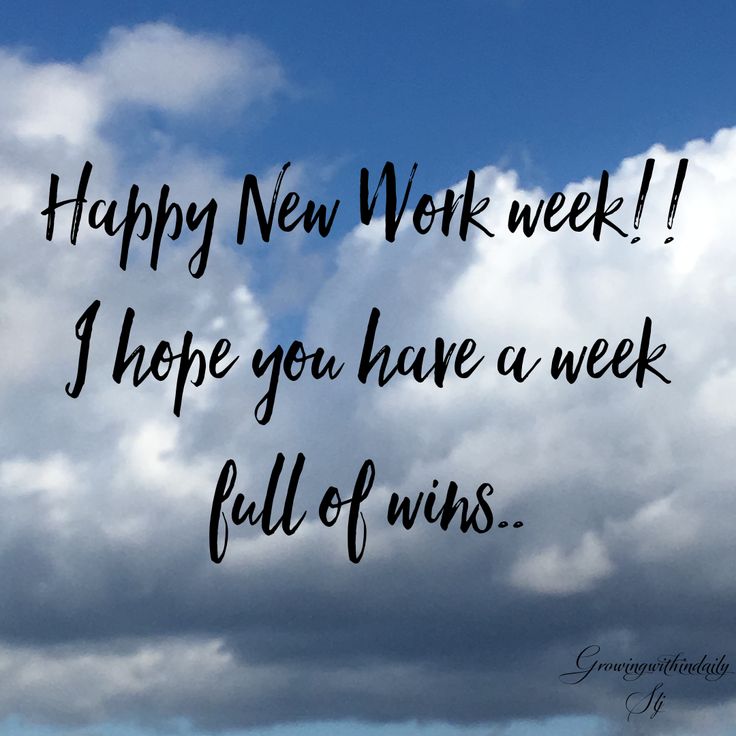 Happy New Work week!!
I hope you have a week
full of wins..
Growingwithindaily
Slj